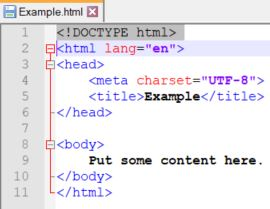 Example.html
1 <!DOCTYPE html>
2 <html lang="en">
3 <head>
4     <meta charset="UTF-8">
5     <title>Example</title>
6 </head>
7
8 <body>
9     Put some content here.
10 </body>
11 </html>